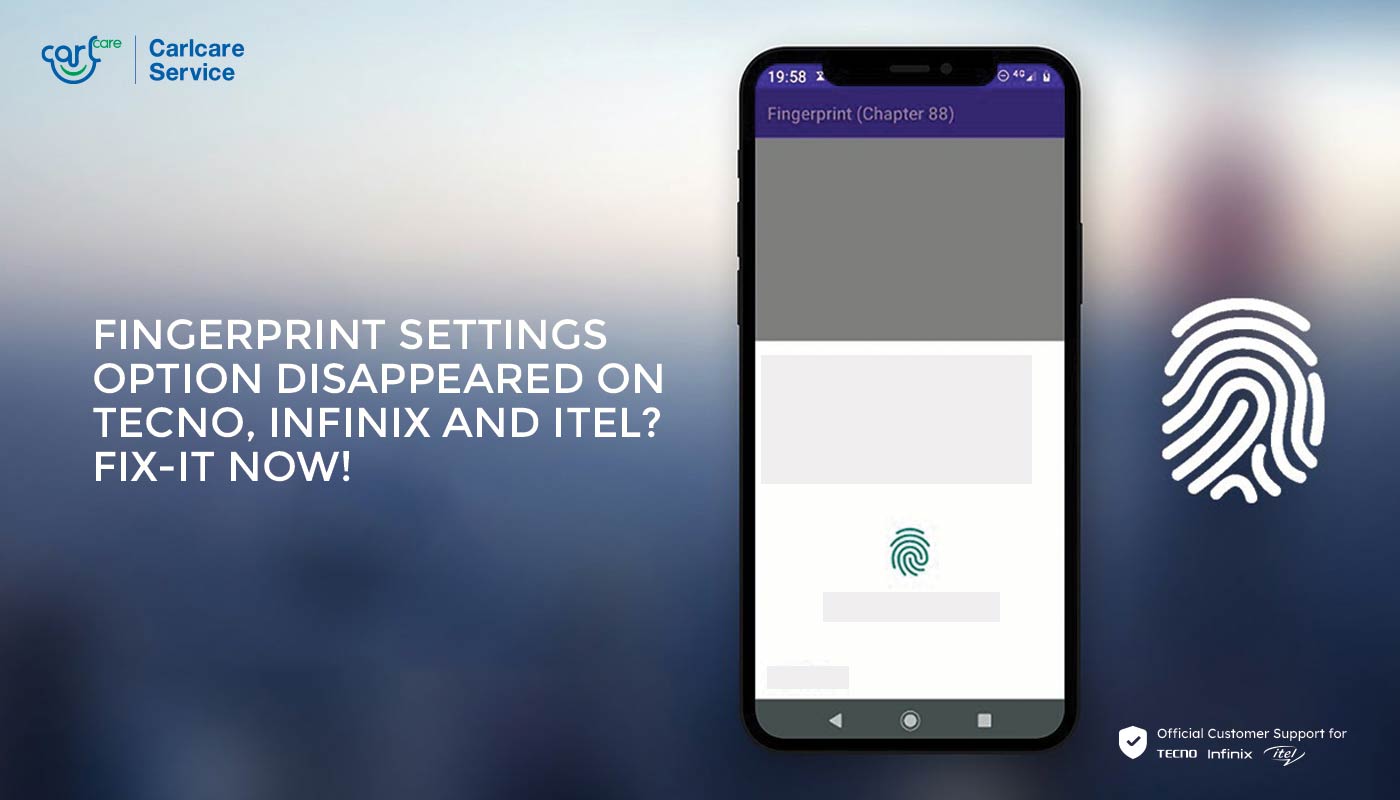 carlcare
Carlcare
Service
19:58
4G
Fingerprint (Chapter 88)
FINGERPRINT SETTINGS
OPTION DISAPPEARED ON
TECNO, INFINIX AND ITEL?
FIX-IT NOW!
Official Customer Support for
TECNO Infinix itel